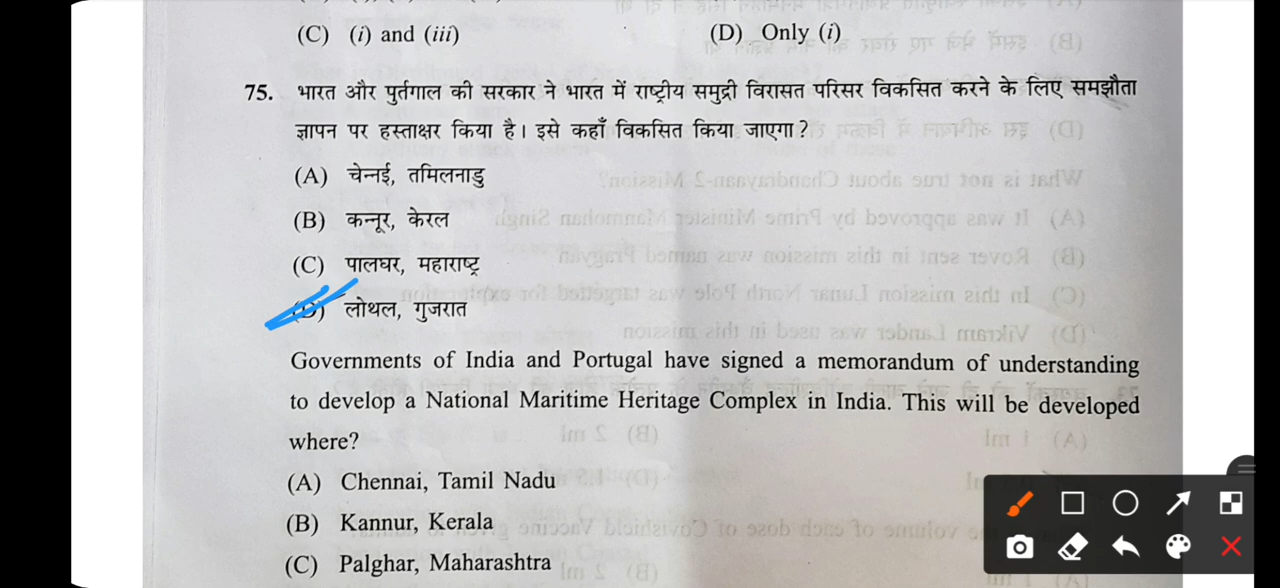 (C) (i) and (iii)
(D) Only (i)
75. भारत और पुर्तगाल की सरकार ने भारत में राष्ट्रीय समुद्री विरासत परिसर विकसित करने के लिए समझौता
ज्ञापन पर हस्ताक्षर किया है। इसे कहाँ विकसित किया जाएगा?
(A) चेन्नई, तमिलनाडु
(B) कन्नूर, केरल
(C) पालघर, महाराष्ट्र
(D) लोथल, गुजरात
Governments of India and Portugal have signed a memorandum of understanding
to develop a National Maritime Heritage Complex in India. This will be developed
where?
(A) Chennai, Tamil Nadu
(B) Kannur, Kerala
(C) Palghar, Maharashtra